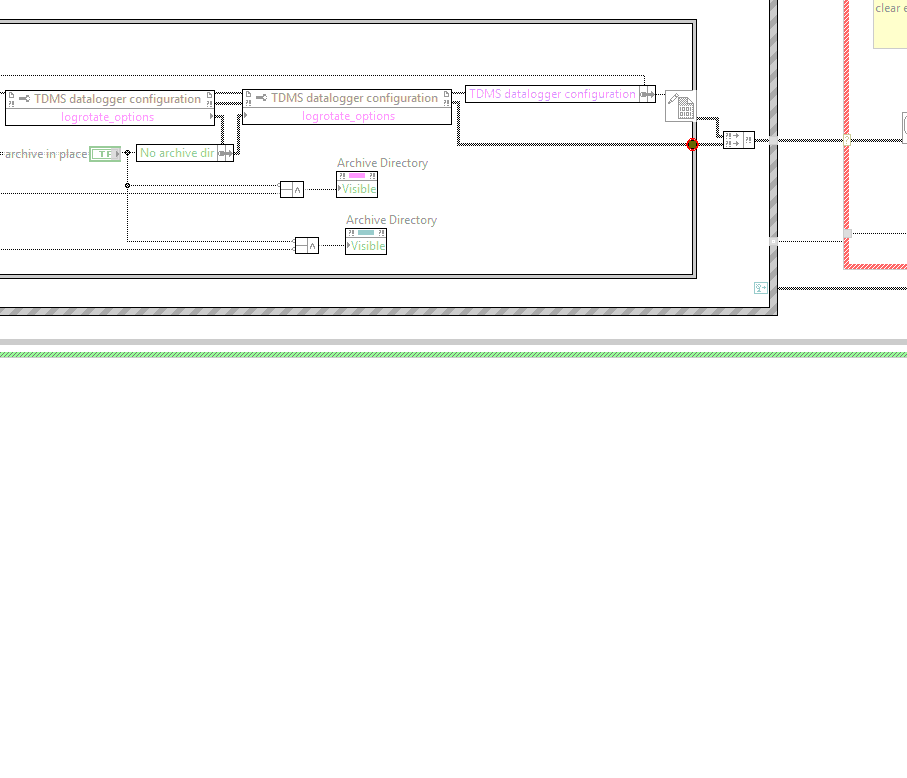 clear e
TDMS datalogger configuration
logrotate_options
TDMS datalogger configuration
logrotate_options
TDMS datalogger configuration
archive in place
TF
No archive dir
Archive Directory
Visible
Archive Directory
Visible